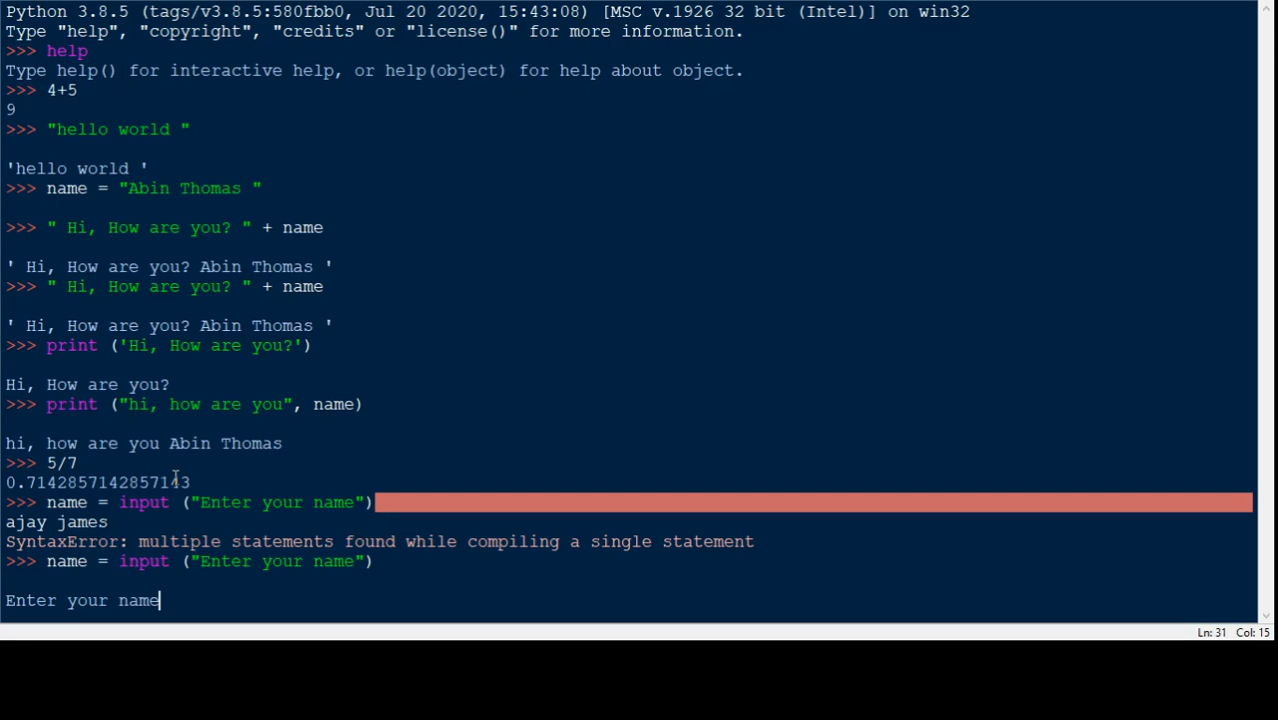 Python 3.8.5 (tags/v3.8.5:580fbb0, Jul 20 2020, 15:43:08) [MSC v.1926 32 bit (Intel)] on win32
Type "help", "copyright", "credits" or "license()" for more information.
>>> help
Type help() for interactive help, or help(object) for help about object.
>>> 4+5
9
>>> "hello world "
'hello world '
>>> name = "Abin Thomas "
>>> " Hi, How are you? " + name
' Hi, How are you? Abin Thomas '
>>> " Hi, How are you? " + name
' Hi, How are you? Abin Thomas '
>>> print ('Hi, How are you?')
Hi, How are you?
>>> print ("hi, how are you", name)
hi, how are you Abin Thomas
>>> 5/7
0.7142857142857143
>>> name = input ("Enter your name")
ajay james
SyntaxError: multiple statements found while compiling a single statement
>>> name = input ("Enter your name")
Enter your name
Ln: 31 Col: 15